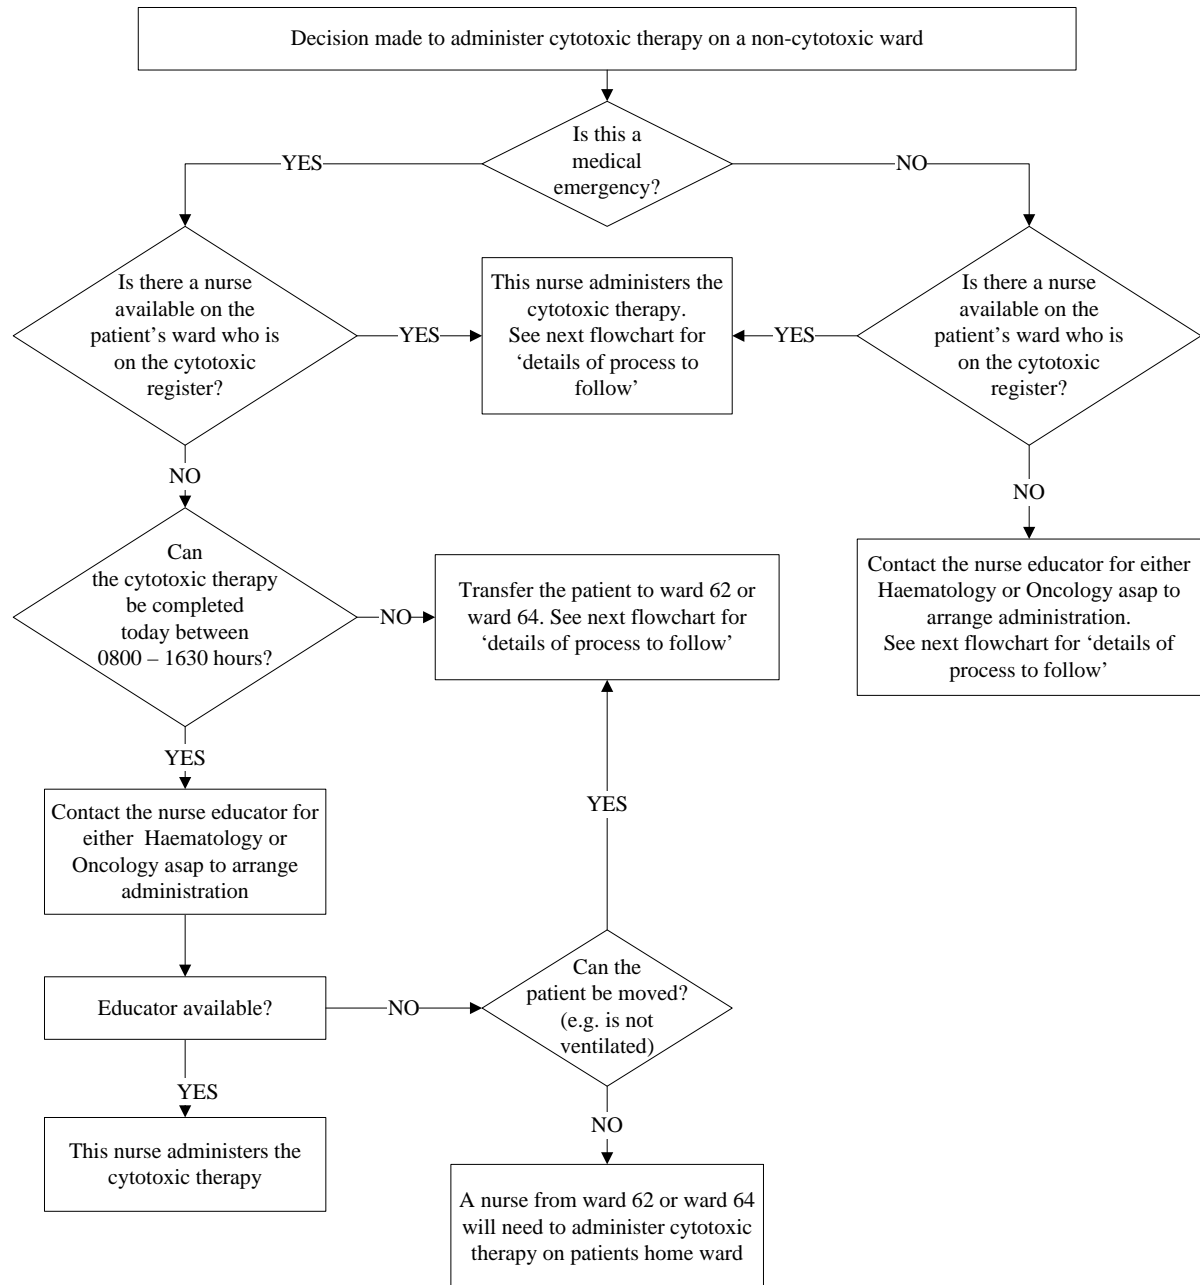 Decision made to administer cytotoxic therapy on a non-cytotoxic ward
Is this a
medical
emergency?
YES
NO
Is there a nurse
available on the
patient's ward who is
on the cytotoxic
register?
YES
This nurse administers the
cytotoxic therapy.
See next flowchart for
‘details of process to
follow’
YES
Is there a nurse
available on the
patient’s ward who is
on the cytotoxic
register?
NO
NO
Can
the cytotoxic therapy
be completed
today between
0800 – 1630 hours?
NO
Transfer the patient to ward 62 or
ward 64. See next flowchart for
‘details of process to follow’
Contact the nurse educator for either
Haematology or Oncology asap to
arrange administration.
See next flowchart for ‘details of
process to follow’
YES
Contact the nurse educator for
either  Haematology or
Oncology asap to arrange
administration
YES
Educator available?
NO
Can the
patient be moved?
(e.g. is not
ventilated)
YES
NO
This nurse administers the
cytotoxic therapy
A nurse from ward 62 or ward 64
will need to administer cytotoxic
therapy on patients home ward